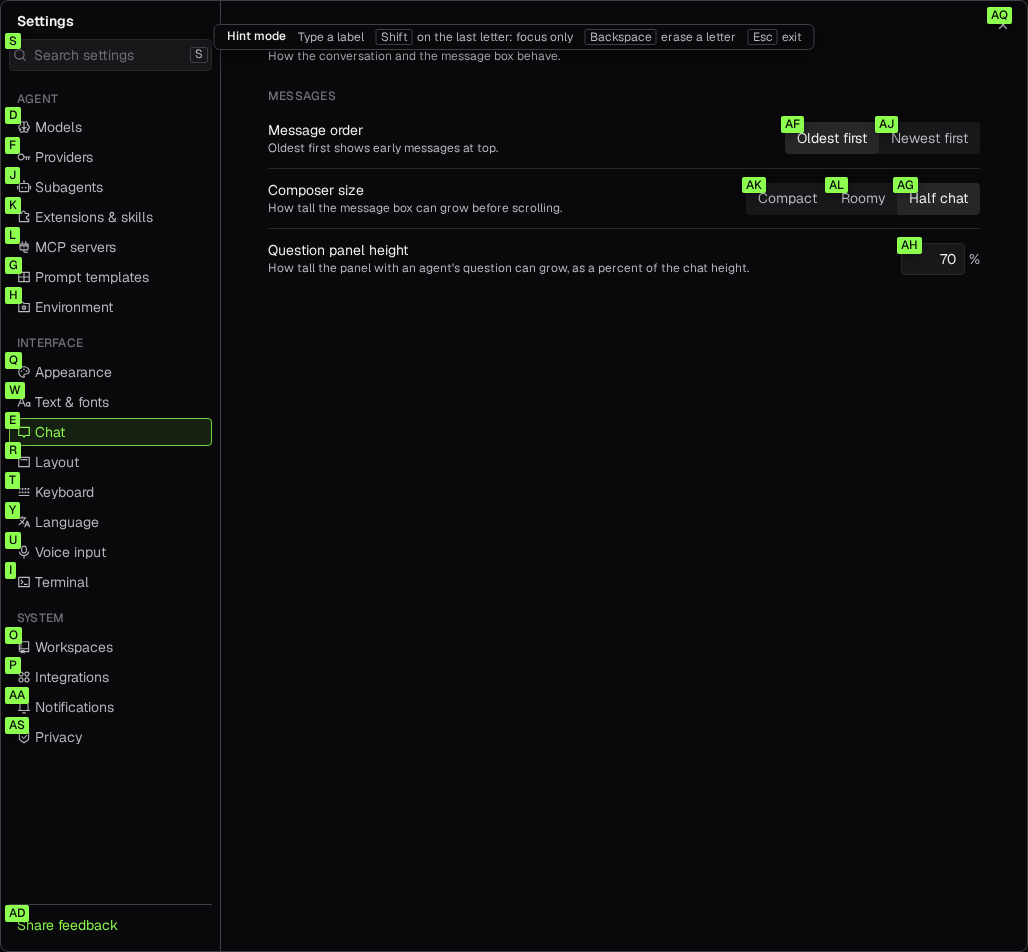 Settings
AQ
Hint mode Type a label Shift on the last letter: focus only Backspace erase a letter Esc exit
S
Search settings S
How the conversation and the message box behave.
AGENT
D
Models
F
Providers
J
Subagents
K
Extensions & skills
L
MCP servers
G
Prompt templates
H
Environment
INTERFACE
Q
Appearance
W
Text & fonts
E
Chat
R
Layout
T
Keyboard
Y
Language
U
Voice input
I
Terminal
SYSTEM
O
Workspaces
P
Integrations
AA
Notifications
AS
Privacy
AD
Share feedback
MESSAGES
Message order
Oldest first shows early messages at top.
AF AJ
Oldest first Newest first
Composer size
How tall the message box can grow before scrolling.
AK AL AG
Compact Roomy Half chat
Question panel height
How tall the panel with an agent's question can grow, as a percent of the chat height.
AH
70 %